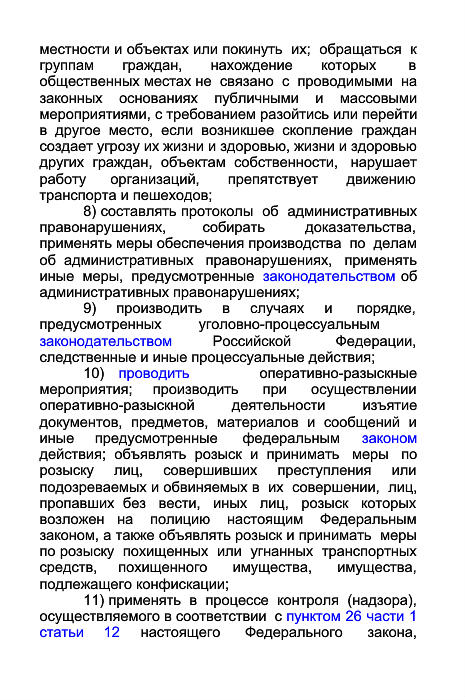 местности и объектах или покинуть их; обращаться к
группам граждан, нахождение которых в
общественных местах не связано с проводимыми на
законных основаниях публичными и массовыми
мероприятиями, с требованием разойтись или перейти
в другое место, если возникшее скопление граждан
создает угрозу их жизни и здоровью, жизни и здоровью
других граждан, объектам собственности, нарушает
работу организаций, препятствует движению
транспорта и пешеходов;
8) составлять протоколы об административных
правонарушениях, собирать доказательства,
применять меры обеспечения производства по делам
об административных правонарушениях, применять
иные меры, предусмотренные законодательством об
административных правонарушениях;
9) производить в случаях и порядке,
предусмотренных уголовно-процессуальным
законодательством Российской Федерации,
следственные и иные процессуальные действия;
10) проводить оперативно-разыскные
мероприятия; производить при осуществлении
оперативно-разыскной деятельности изъятие
документов, предметов, материалов и сообщений и
иные предусмотренные федеральным законом
действия; объявлять розыск и принимать меры по
розыску лиц, совершивших преступления или
подозреваемых и обвиняемых в их совершении, лиц,
пропавших без вести, иных лиц, розыск которых
возложен на полицию настоящим Федеральным
законом, а также объявлять розыск и принимать меры
по розыску похищенных или угнанных транспортных
средств, похищенного имущества, имущества,
подлежащего конфискации;
11) применять в процессе контроля (надзора),
осуществляемого в соответствии с пунктом 26 части 1
статьи 12 настоящего Федерального закона,